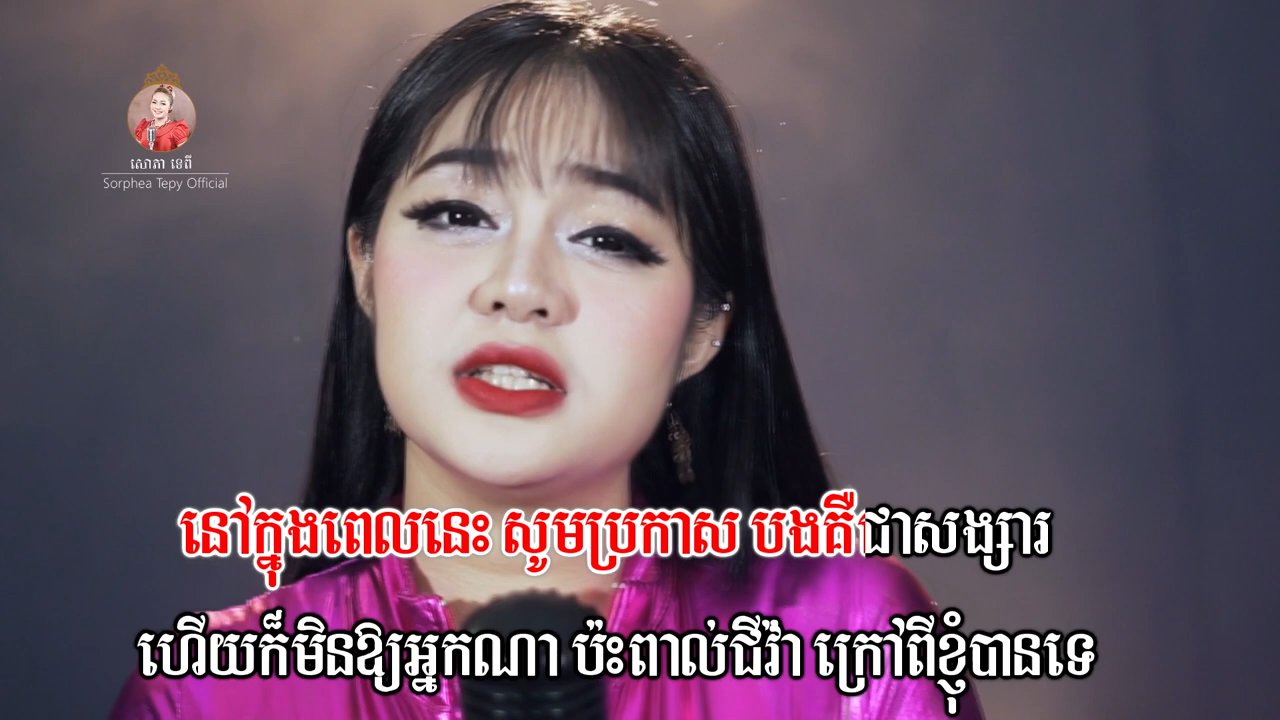 សោភា ទេពី
Sorphea Tepy Official
នៅក្នុងពេលនេះ សូមប្រកាស បងគឺជាសង្សារ
ហើយក៏មិនឱ្យអ្នកណា ប៉ះពាល់ជីវ៉ា ក្រៅពីខ្ញុំបានទេ